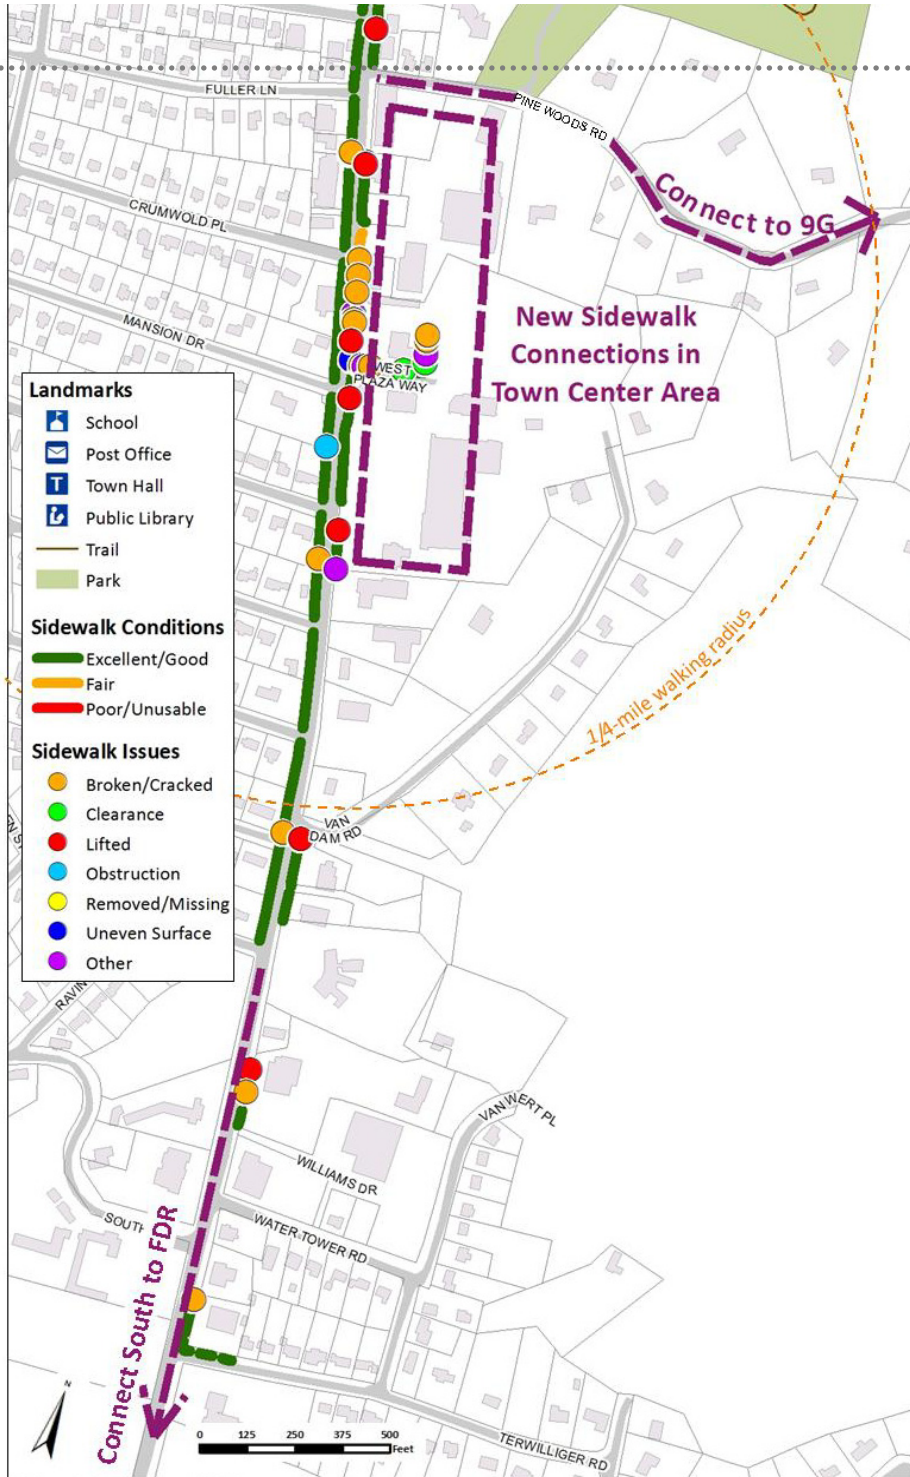 FULLER LN
PINE WOODS RD
CRUMWOLD PL
Connect to 9G
MANSION DR
New Sidewalk
Connections in
Town Center Area
WEST
PLAZA WAY
Landmarks
School
Post Office
T Town Hall
Public Library
Trail
Park
Sidewalk Conditions
Excellent/Good
Fair
Poor/Unusable
Sidewalk Issues
Broken/Cracked
Clearance
Lifted
Obstruction
Removed/Missing
Uneven Surface
Other
1/4-mile walking radius
VAN
DAM RD
EN S
RAVIN
VAN WERT PL
WILLIAMS DR
SOUTH
WATER TOWER RD
Connect South to FDR
N
0 125 250 375 500
Feet
TERWILLIGER RD